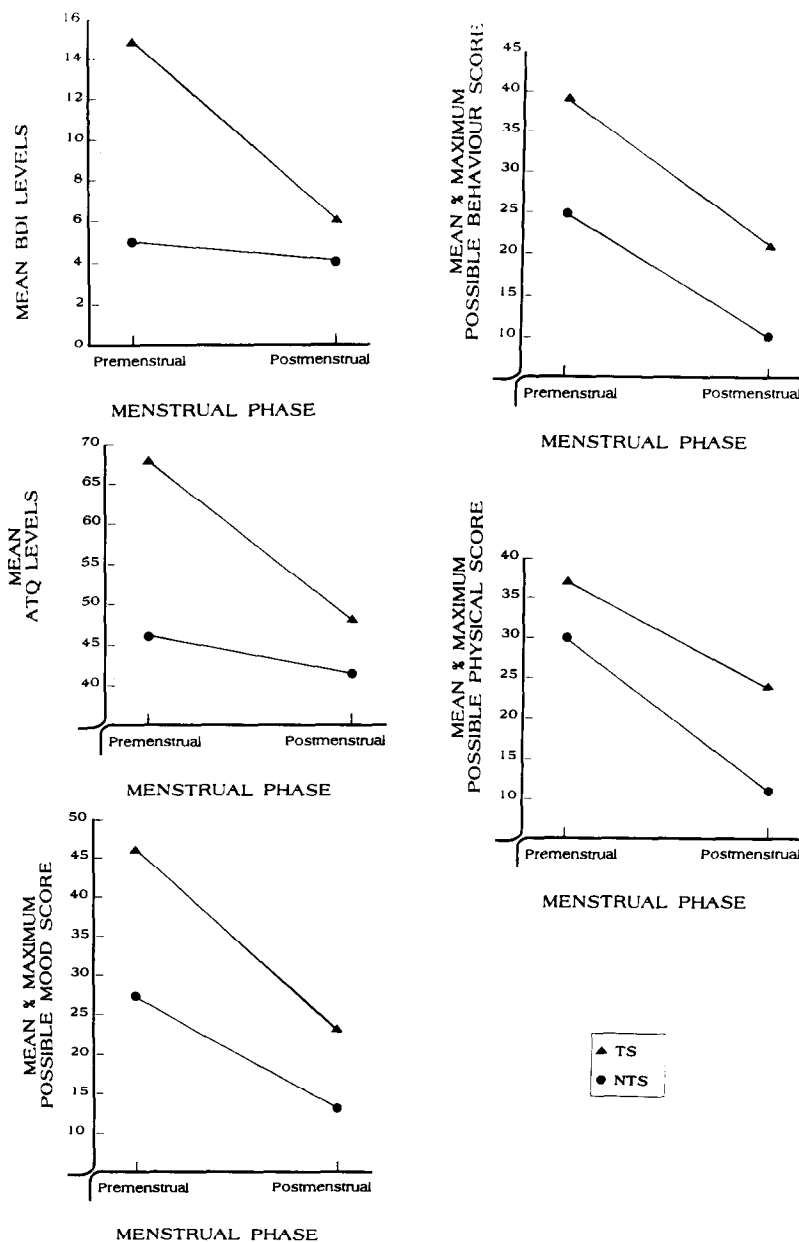 16
14
12
10
8
6
4
2
0
MEAN BDI LEVELS
Premenstrual
Postmenstrual
MENSTRUAL PHASE
45
40
35
30
25
20
15
10
MEAN % MAXIMUM
POSSIBLE BEHAVIOUR SCORE
Premenstrual
Postmenstrual
MENSTRUAL PHASE
70
65
60
55
50
45
40
MEAN
ATQ LEVELS
Premenstrual
Postmenstrual
MENSTRUAL PHASE
40
35
30
25
20
15
10
MEAN % MAXIMUM
POSSIBLE PHYSICAL SCORE
Premenstrual
Postmenstrual
MENSTRUAL PHASE
50
45
40
35
30
25
20
15
10
MEAN % MAXIMUM
POSSIBLE MOOD SCORE
Premenstrual
Postmenstrual
MENSTRUAL PHASE
▲ TS
● NTS